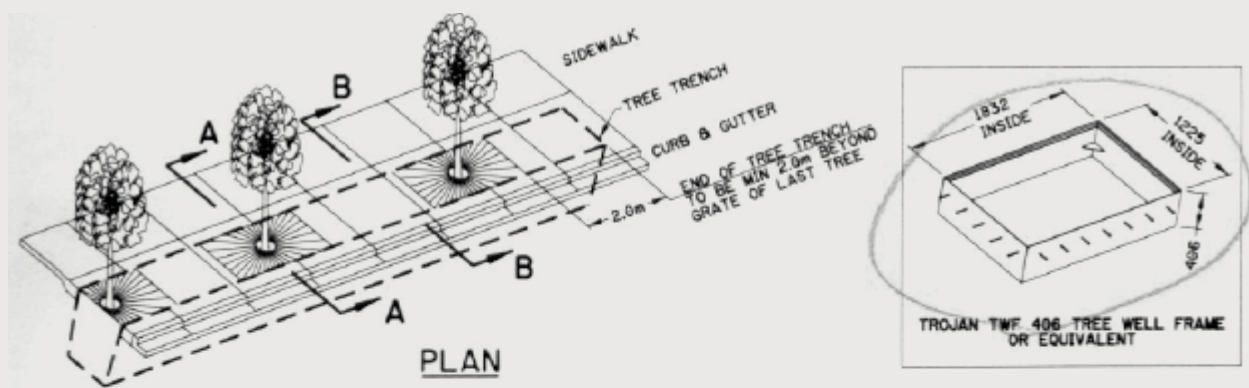 SIDEWALK
TREE TRENCH
CURB & GUTTER
END OF TREE TRENCH
TO BE MIN 2.0m BEYOND
GRATE OF LAST TREE
2.0m
B
A
B
A
PLAN
1832
INSIDE
1225
INSIDE
406
TROJAN TWF 406 TREE WELL FRAME
OR EQUIVALENT